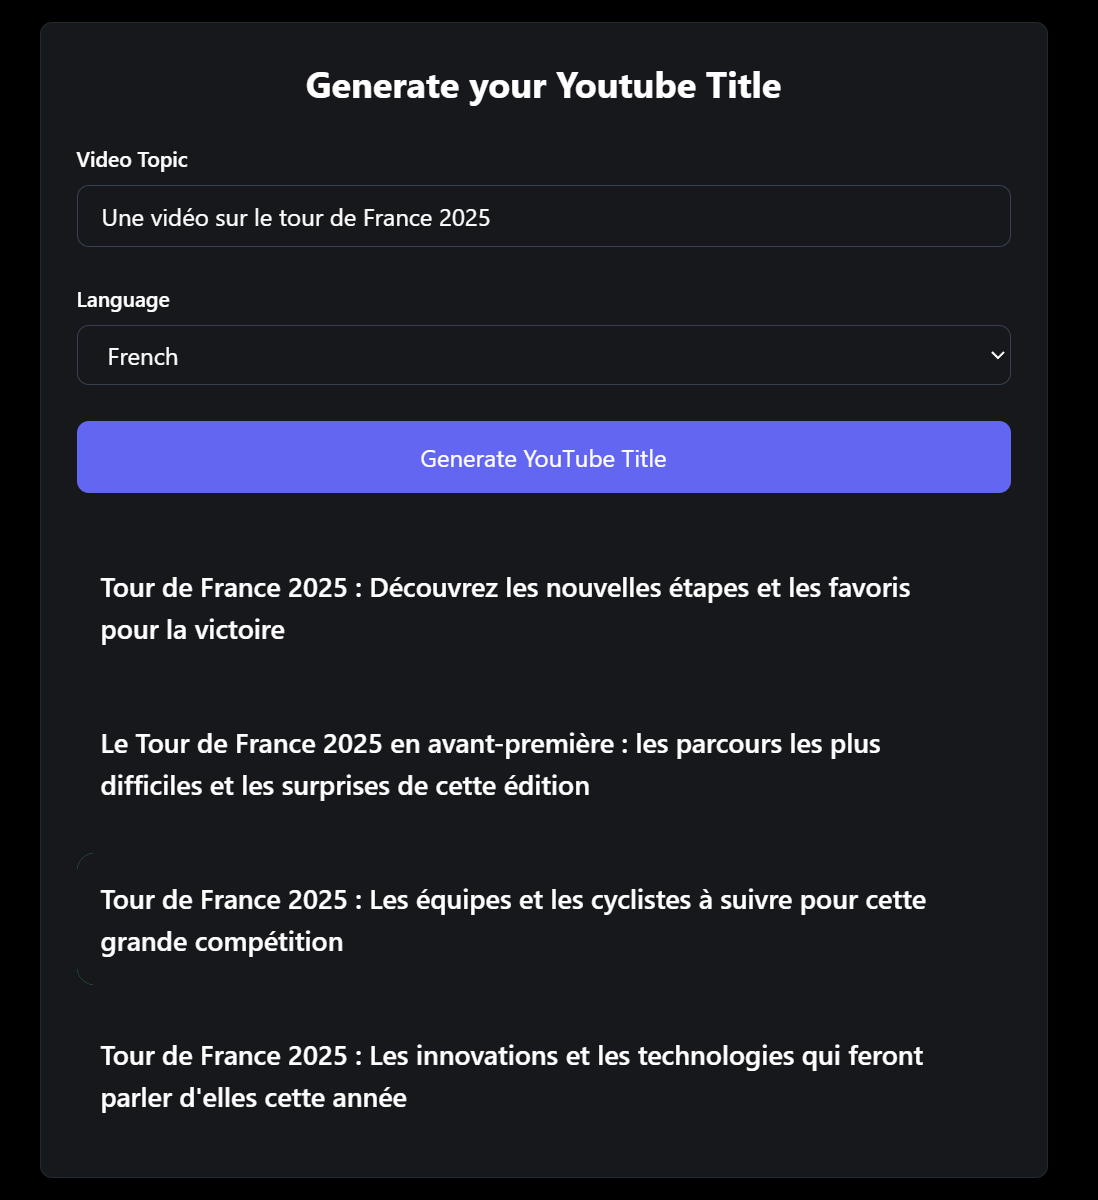 Generate your Youtube Title
Video Topic
Une vidéo sur le tour de France 2025
Language
French
Generate YouTube Title
Tour de France 2025 : Découvrez les nouvelles étapes et les favoris
pour la victoire
Le Tour de France 2025 en avant-première : les parcours les plus
difficiles et les surprises de cette édition
Tour de France 2025 : Les équipes et les cyclistes à suivre pour cette
grande compétition
Tour de France 2025 : Les innovations et les technologies qui feront
parler d'elles cette année